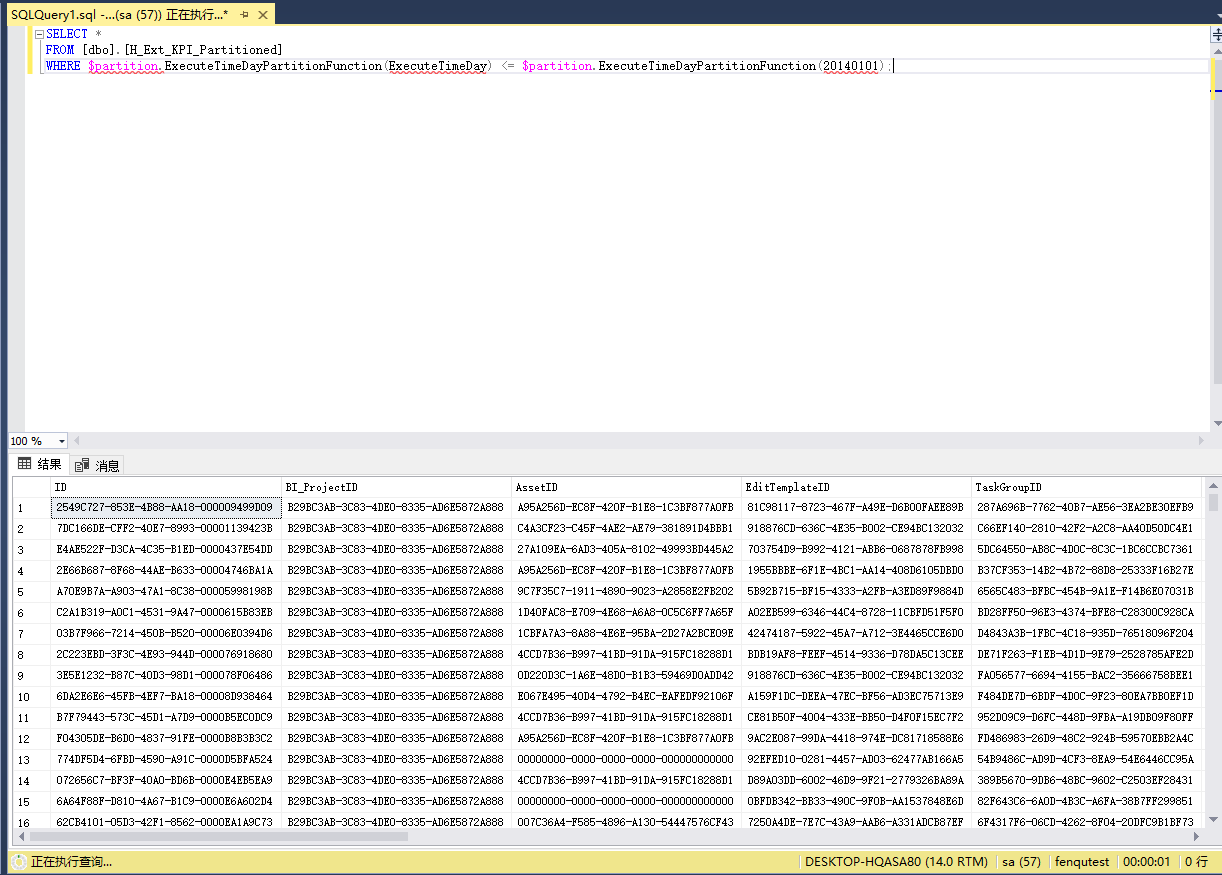 SQLQuery1.sql -...(sa (57)) 正在执行...*
SELECT *
FROM [dbo].[H_Ext_KPI_Partitioned]
WHERE $partition.ExecuteTimeDayPartitionFunction(ExecuteTimeDay) <= $partition.ExecuteTimeDayPartitionFunction(20140101);
100 %
结果 消息
ID BI_ProjectID AssetID EditTemplateID TaskGroupID
1 2549C727-853E-4B88-AA18-000009499D09 B29BC3AB-3C83-4DE0-8335-AD6E5872A888 A95A256D-EC8F-420F-B1E8-1C3BF877A0FB 81C98117-8723-467F-A49E-D6B00FAEE89B 287A696B-7762-40B7-AE56-3EA2BE30EFB9
2 7DC166DE-CFF2-40E7-8993-00001139423B B29BC3AB-3C83-4DE0-8335-AD6E5872A888 C4A3CF23-C45F-4AE2-AE79-381891D4BBB1 918876CD-636C-4E35-B002-CE94BC132032 C66EF140-2810-42F2-A2C8-AA40D50DC4E1
3 E4AE522F-D3CA-4C35-B1ED-0000437E54DD B29BC3AB-3C83-4DE0-8335-AD6E5872A888 27A109EA-6AD3-405A-8102-49993BD445A2 703754D9-B992-4121-ABB6-0687878FB998 5DC64550-AB8C-4D0C-8C3C-1BC6CCBC7361
4 2E66B687-8F68-44AE-B633-00004746BA1A B29BC3AB-3C83-4DE0-8335-AD6E5872A888 A95A256D-EC8F-420F-B1E8-1C3BF877A0FB 1955BBBE-6F1E-4BC1-AA14-408D6105DBD0 B37CF353-14B2-4B72-88D8-25333F16B27E
5 A70E9B7A-A903-47A1-8C38-00005998198B B29BC3AB-3C83-4DE0-8335-AD6E5872A888 9C7F35C7-1911-4890-9023-A2858E2FB202 5B92B715-BF15-4333-A2FB-A3ED89F9884D 6565C483-BFBC-454B-9A1E-F14B6E07031B
6 C2A1B319-A0C1-4531-9A47-0000615B83EB B29BC3AB-3C83-4DE0-8335-AD6E5872A888 1D40FAC8-E709-4E68-A6A8-0C5C6FF7A65F A02EB599-6346-44C4-8728-11CBFD51F5F0 BD28FF50-96E3-4374-BFE8-C28300C928CA
7 03B7F966-7214-450B-B520-00006E0394D6 B29BC3AB-3C83-4DE0-8335-AD6E5872A888 1CBFA7A3-8A88-4E6E-95BA-2D27A2BCE09E 42474187-5922-45A7-A712-3E4465CCE6D0 D4843A3B-1FBC-4C18-935D-76518096F204
8 2C223EBD-3F3C-4E93-944D-000076918680 B29BC3AB-3C83-4DE0-8335-AD6E5872A888 4CCD7B36-B997-41BD-91DA-915FC18288D1 BDB19AF8-FEEF-4514-9336-D78DA5C13CEE DE71F263-F1EB-4D1D-9E79-2528785AFE2D
9 3E5E1232-B87C-40D3-98D1-000078F06486 B29BC3AB-3C83-4DE0-8335-AD6E5872A888 0D220D3C-1A6E-48D0-B1B3-59469D0ADD42 918876CD-636C-4E35-B002-CE94BC132032 FA056577-6694-4155-BAC2-35666758BEE1
10 6DA2E6E6-45FB-4EF7-BA18-00008D938464 B29BC3AB-3C83-4DE0-8335-AD6E5872A888 E067E495-40D4-4792-B4EC-EAFEDF92106F A159F1DC-DEEA-47EC-BF56-AD3EC75713E9 F484DE7D-6BDF-4D0C-9F23-80EA7BB0EF1D
11 B7F79443-573C-45D1-A7D9-0000B5EC0DC9 B29BC3AB-3C83-4DE0-8335-AD6E5872A888 4CCD7B36-B997-41BD-91DA-915FC18288D1 CE81B50F-4004-433E-BB50-D4F0F15EC7F2 952D09C9-D6FC-448D-9FBA-A19DB09F80FF
12 F04305DE-B6D0-4837-91FE-0000B8B3B3C2 B29BC3AB-3C83-4DE0-8335-AD6E5872A888 A95A256D-EC8F-420F-B1E8-1C3BF877A0FB 9AC2E087-99DA-4418-974E-DC81718588E6 FD486983-26D9-48C2-924B-59570EBB2A4C
13 774DF5D4-6FBD-4590-A91C-0000D5BFA524 B29BC3AB-3C83-4DE0-8335-AD6E5872A888 00000000-0000-0000-0000-000000000000 92EFED10-0281-4457-AD03-62477AB166A5 54B9486C-AD9D-4CF3-8EA9-54E6446CC95A
14 072656C7-BF3F-40A0-BD6B-0000E4EB5EA9 B29BC3AB-3C83-4DE0-8335-AD6E5872A888 4CCD7B36-B997-41BD-91DA-915FC18288D1 D89A03DD-6002-46D9-9F21-2779326BA89A 389B5670-9DB6-48BC-9602-C2503EF28431
15 6A64F88F-D810-4A67-B1C9-0000E6A602D4 B29BC3AB-3C83-4DE0-8335-AD6E5872A888 00000000-0000-0000-0000-000000000000 0BFDB342-BB33-490C-9F0B-AA1537848E6D 82F643C6-6A0D-4B3C-A6FA-38B7FF299851
16 62CB4101-05D3-42F1-8562-0000EA1A9C73 B29BC3AB-3C83-4DE0-8335-AD6E5872A888 007C36A4-F585-4896-A130-54447576CF43 7250A4DE-7E7C-43A9-AAB6-A331ADCB87EF 6F4317F6-06CD-4262-8F04-20DFC9B1BF73
正在执行查询... DESKTOP-HQASA80 (14.0 RTM) sa (57) fenqutest 00:00:01 0 行